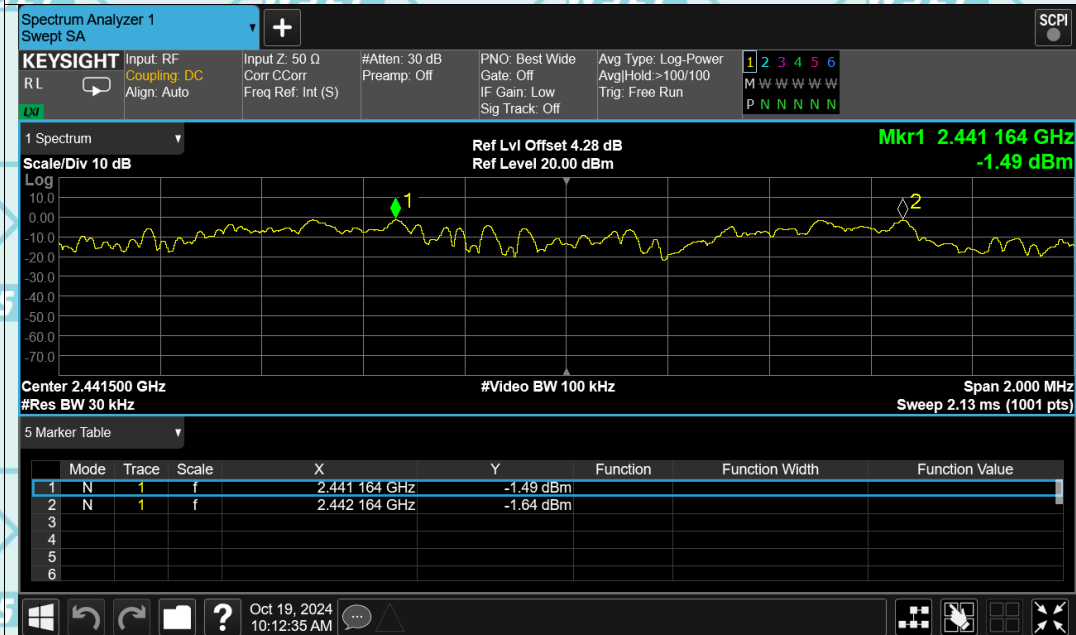 Spectrum Analyzer 1
Swept SA
+
SCPI
KEYSIGHT
R L
LXI
Input: RF
Coupling: DC
Align: Auto
Input Z: 50 Ω
Corr CCorr
Freq Ref: Int (S)
#Atten: 30 dB
Preamp: Off
PNO: Best Wide
Gate: Off
IF Gain: Low
Sig Track: Off
Avg Type: Log-Power
Avg|Hold:>100/100
Trig: Free Run
1 2 3 4 5 6
M W W W W W
P N N N N N
1 Spectrum
Scale/Div 10 dB
Ref Lvl Offset 4.28 dB
Ref Level 20.00 dBm
Mkr1 2.441 164 GHz
-1.49 dBm
Log
10.0
0.00
-10.0
-20.0
-30.0
-40.0
-50.0
-60.0
-70.0
1
2
Center 2.441500 GHz
#Video BW 100 kHz
Span 2.000 MHz
#Res BW 30 kHz
Sweep 2.13 ms (1001 pts)
5 Marker Table
Mode Trace Scale X Y Function Function Width Function Value
1 N 1 f 2.441 164 GHz -1.49 dBm
2 N 1 f 2.442 164 GHz -1.64 dBm
3
4
5
6
?
Oct 19, 2024
10:12:35 AM